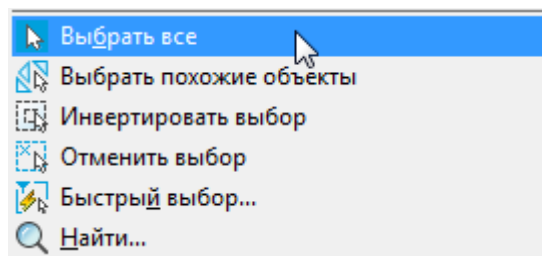 Выбрать все
Выбрать похожие объекты
Инвертировать выбор
Отменить выбор
Быстрый выбор...
Найти...